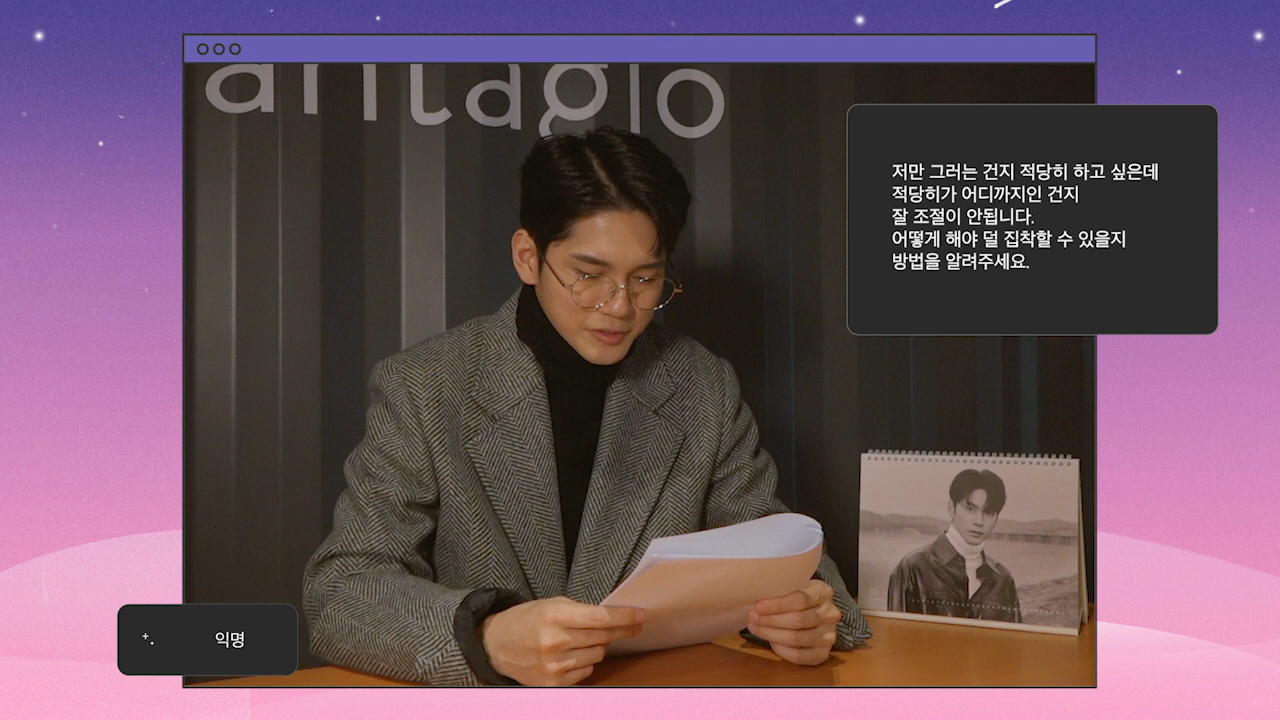 antagio
저만 그러는 건지 적당히 하고 싶은데
적당히가 어디까지인 건지
잘 조절이 안됩니다.
어떻게 해야 덜 집착할 수 있을지
방법을 알려주세요.
익명